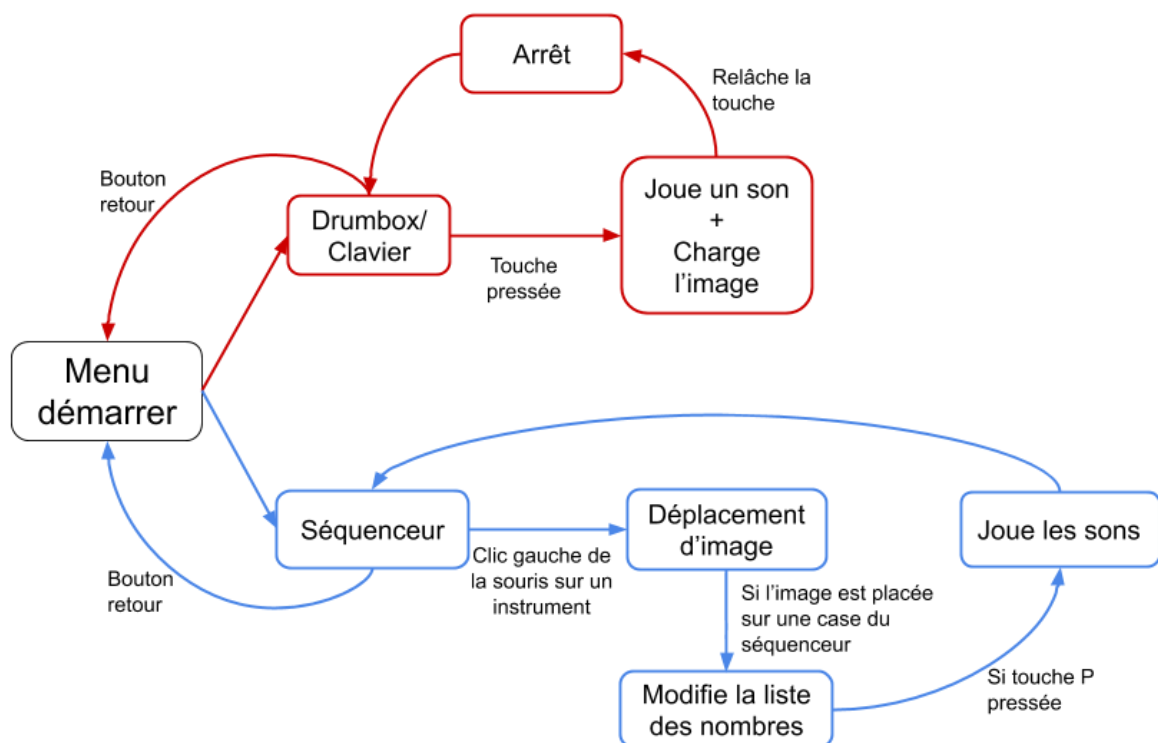 Arrêt
Relâche la
touche
Bouton
retour
Drumbox/
Clavier
Touche
pressée
Joue un son
+
Charge
l'image
Menu
démarrer
Séquenceur
Bouton
retour
Clic gauche de
la souris sur un
instrument
Déplacement
d'image
Si l'image est placée
sur une case du
séquenceur
Modifie la liste
des nombres
Si touche P
pressée
Joue les sons